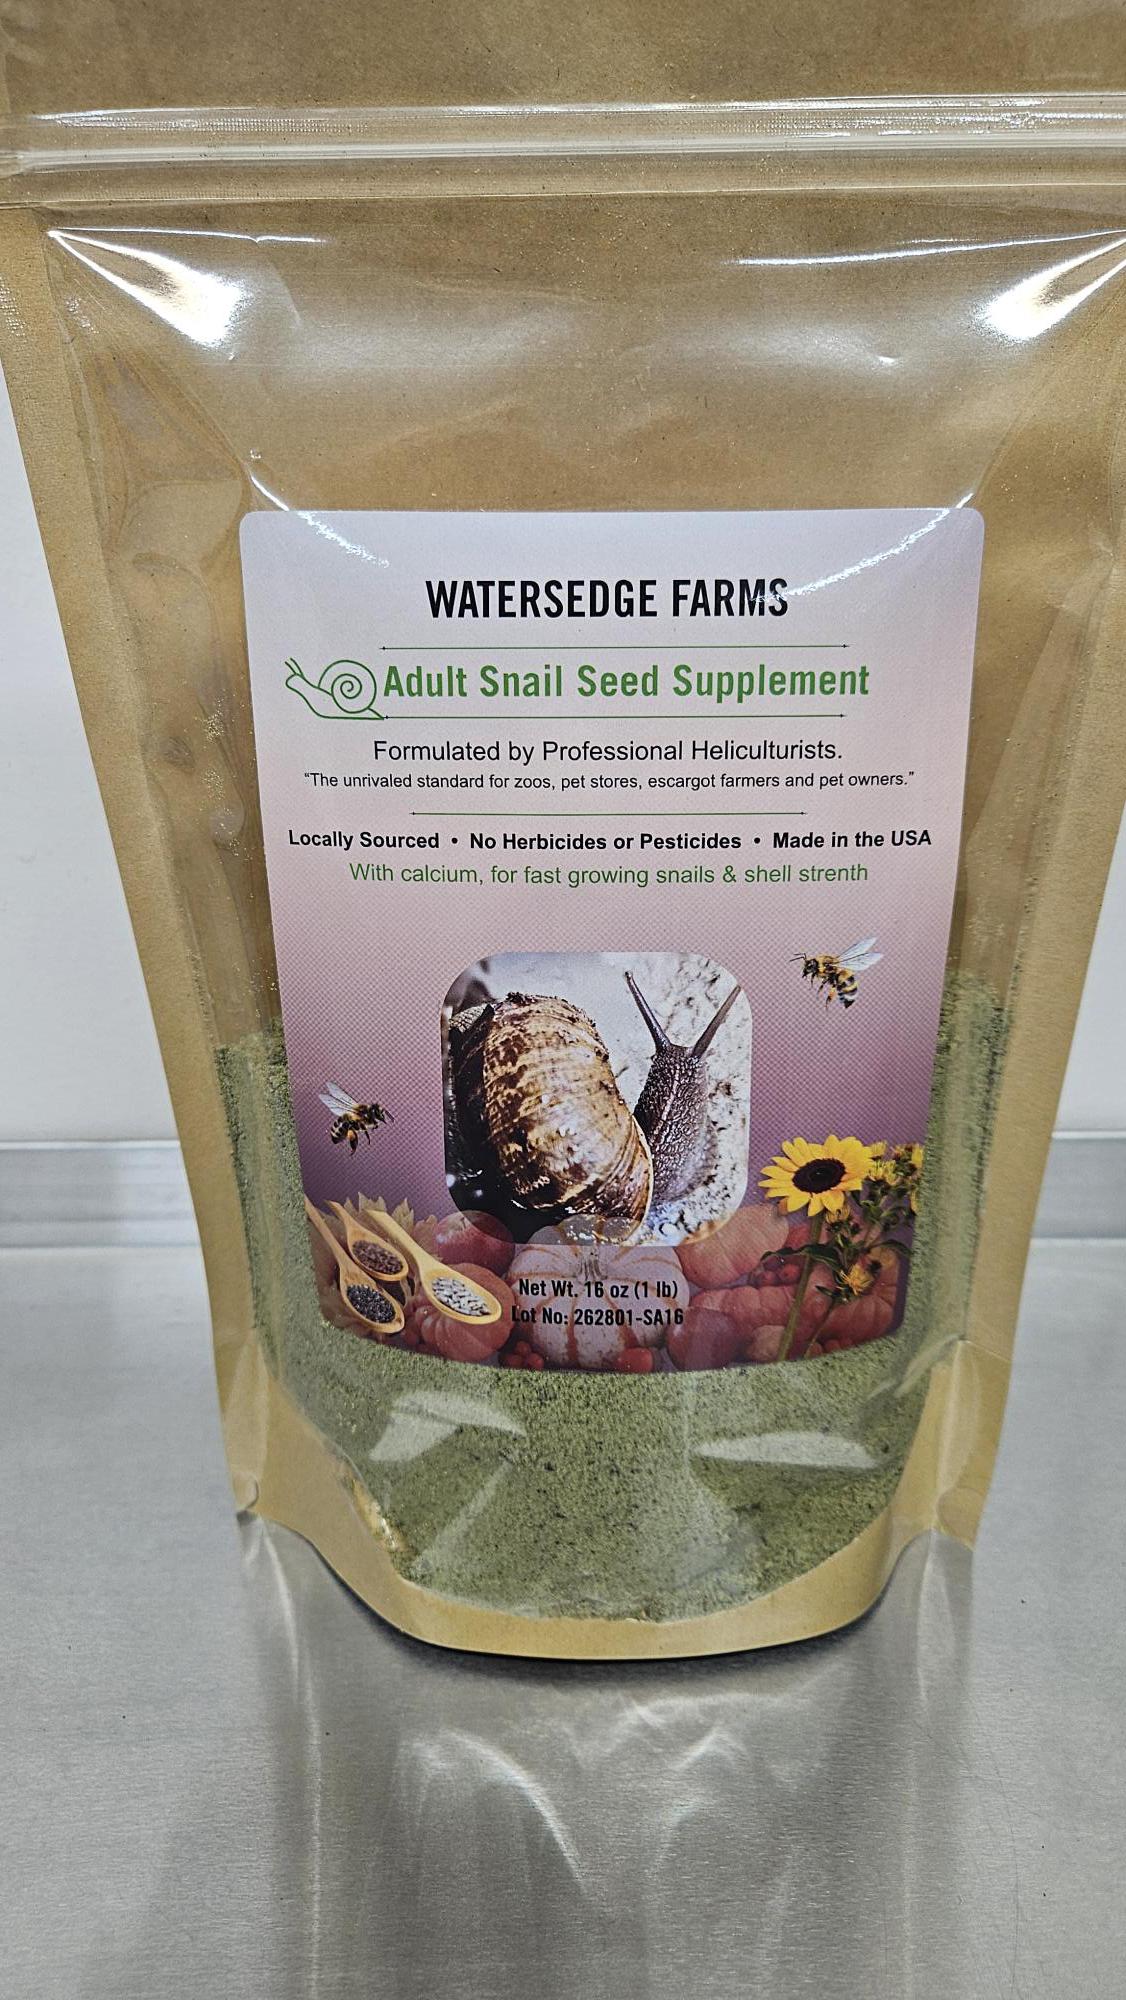 WATERSEDGE FARMS
Adult Snail Seed Supplement
Formulated by Professional Heliculturists.
“The unrivaled standard for zoos, pet stores, escargot farmers and pet owners.”
Locally Sourced • No Herbicides or Pesticides • Made in the USA
With calcium, for fast growing snails & shell strenth
Net Wt. 16 oz (1 lb)
Lot No: 262801-SA16